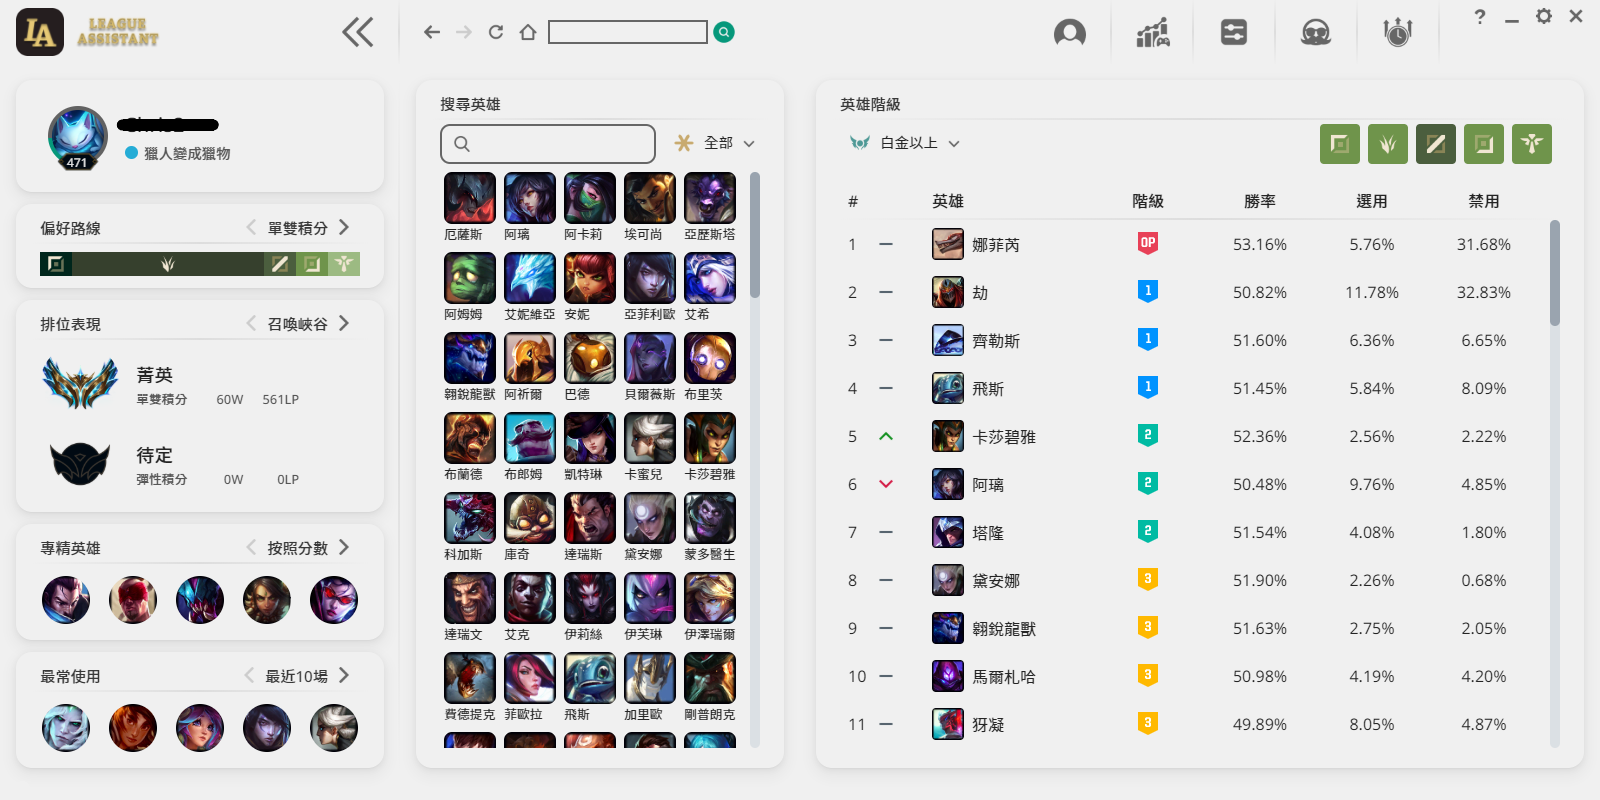 LA
LEAGUE
ASSISTANT
?
471
獵人變成獵物
偏好路線
單雙積分
排位表現
召喚峽谷
菁英
單雙積分 60W 561LP
待定
彈性積分 0W 0LP
專精英雄
按照分數
最常使用
最近10場
搜尋英雄
全部
厄薩斯 阿璃 阿卡莉 埃可尚 亞歷斯塔
阿姆姆 艾妮維亞 安妮 亞菲利歐 艾希
翱銳龍獸 阿祈爾 巴德 貝爾薇斯 布里茨
布蘭德 布郎姆 凱特琳 卡蜜兒 卡莎碧雅
科加斯 庫奇 達瑞斯 黛安娜 蒙多醫生
達瑞文 艾克 伊莉絲 伊芙琳 伊澤瑞爾
費德提克 菲歐拉 飛斯 加里歐 剛普朗克
英雄階級
白金以上
# 英雄 階級 勝率 選用 禁用
1 娜菲芮 OP 53.16% 5.76% 31.68%
2 劫 1 50.82% 11.78% 32.83%
3 齊勒斯 1 51.60% 6.36% 6.65%
4 飛斯 1 51.45% 5.84% 8.09%
5 卡莎碧雅 2 52.36% 2.56% 2.22%
6 阿璃 2 50.48% 9.76% 4.85%
7 塔隆 2 51.54% 4.08% 1.80%
8 黛安娜 3 51.90% 2.26% 0.68%
9 翱銳龍獸 3 51.63% 2.75% 2.05%
10 馬爾札哈 3 50.98% 4.19% 4.20%
11 犽凝 3 49.89% 8.05% 4.87%